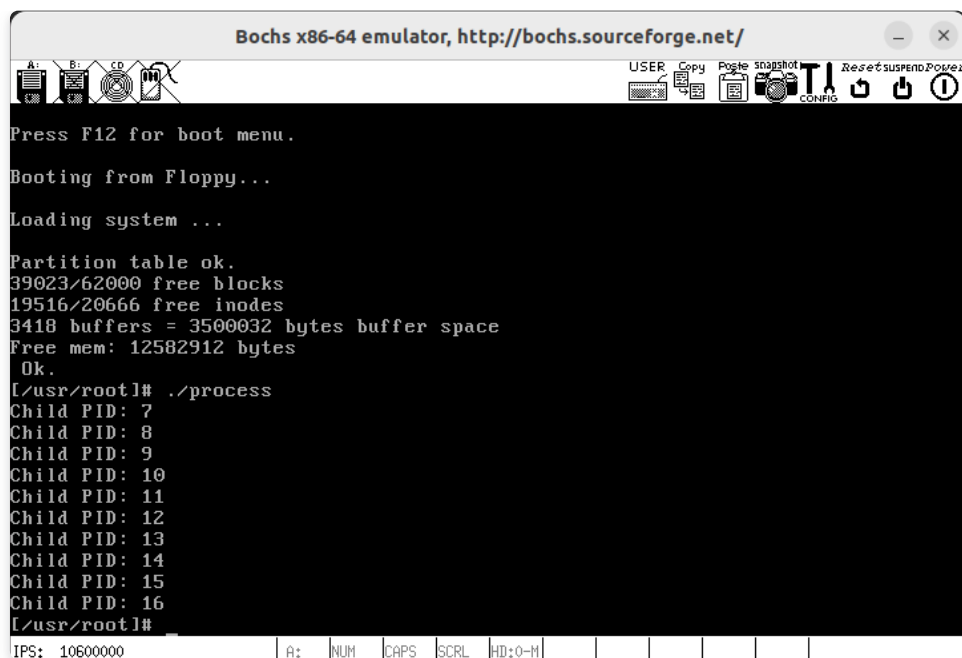 Bochs x86-64 emulator, http://bochs.sourceforge.net/
A: B: CD USER Copy Paste snapshot CONFIG Reset SUSPEND Power
Press F12 for boot menu.
Booting from Floppy...
Loading system ...
Partition table ok.
39023/62000 free blocks
19516/20666 free inodes
3418 buffers = 3500032 bytes buffer space
Free mem: 12582912 bytes
Ok.
[/usr/root]# ./process
Child PID: 7
Child PID: 8
Child PID: 9
Child PID: 10
Child PID: 11
Child PID: 12
Child PID: 13
Child PID: 14
Child PID: 15
Child PID: 16
[/usr/root]# _
IPS: 10600000 A: NUM CAPS SCRL HD:0-M